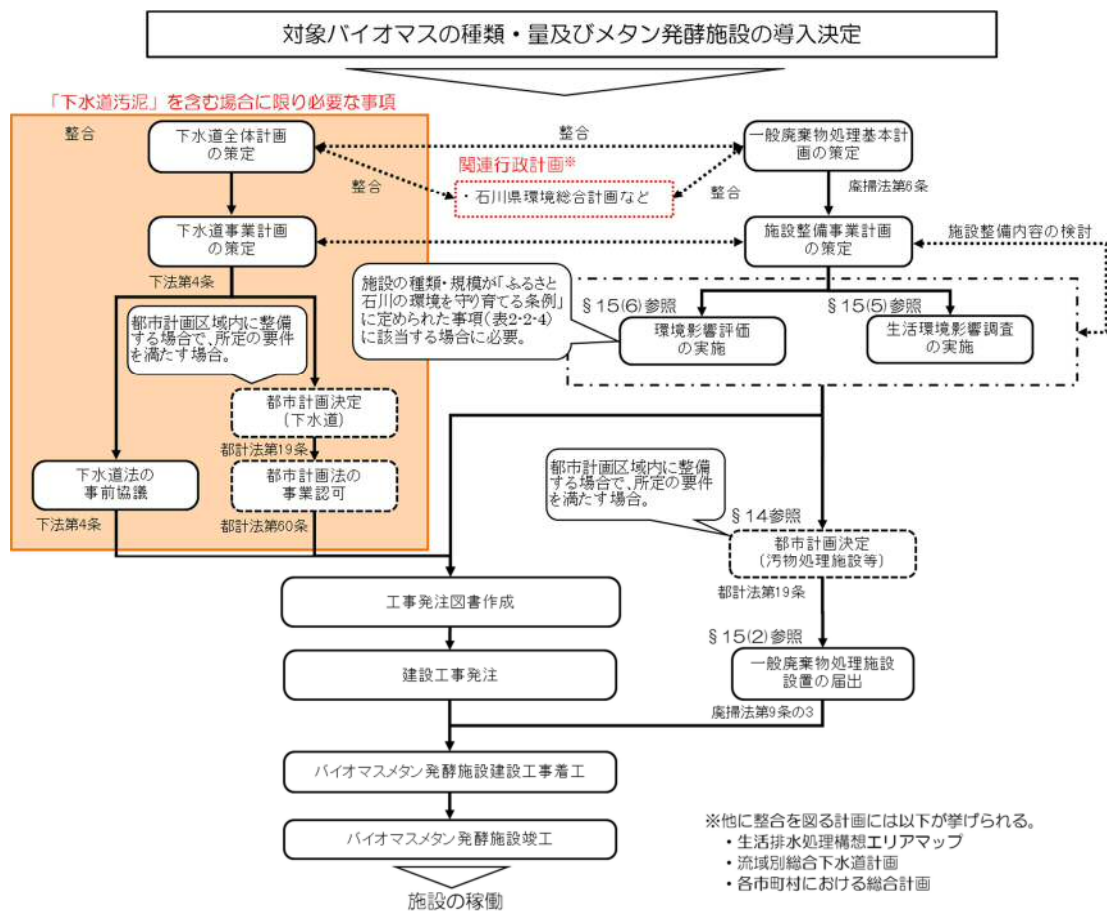 対象バイオマスの種類・量及びメタン発酵施設の導入決定
「下水道汚泥」を含む場合に限り必要な事項
整合
下水道全体計画
の策定
整合
一般廃棄物処理基本計
画の策定
関連行政計画※
整合
・石川県環境総合計画など
整合
廃掃法第6条
下水道事業計画
の策定
施設整備事業計画
の策定
施設整備内容の検討
下法第4条
施設の種類・規模が「ふるさと
石川の環境を守り育てる条例」
に定められた事項(表2-2-4)
に該当する場合に必要。
§15(6)参照
環境影響評価
の実施
§15(5)参照
生活環境影響調査
の実施
都市計画区域内に整備
する場合で、所定の要件
を満たす場合。
都市計画決定
(下水道)
都計法第19条
下水道法の
事前協議
都市計画法の
事業認可
下法第4条
都計法第60条
都市計画区域内に整備
する場合で、所定の要件
を満たす場合。
§14参照
都市計画決定
(汚物処理施設等)
都計法第19条
工事発注図書作成
§15(2)参照
建設工事発注
一般廃棄物処理施設
設置の届出
廃掃法第9条の3
バイオマスメタン発酵施設建設工事着工
バイオマスメタン発酵施設竣工
施設の稼働
※他に整合を図る計画には以下が挙げられる。
・生活排水処理構想エリアマップ
・流域別総合下水道計画
・各市町村における総合計画